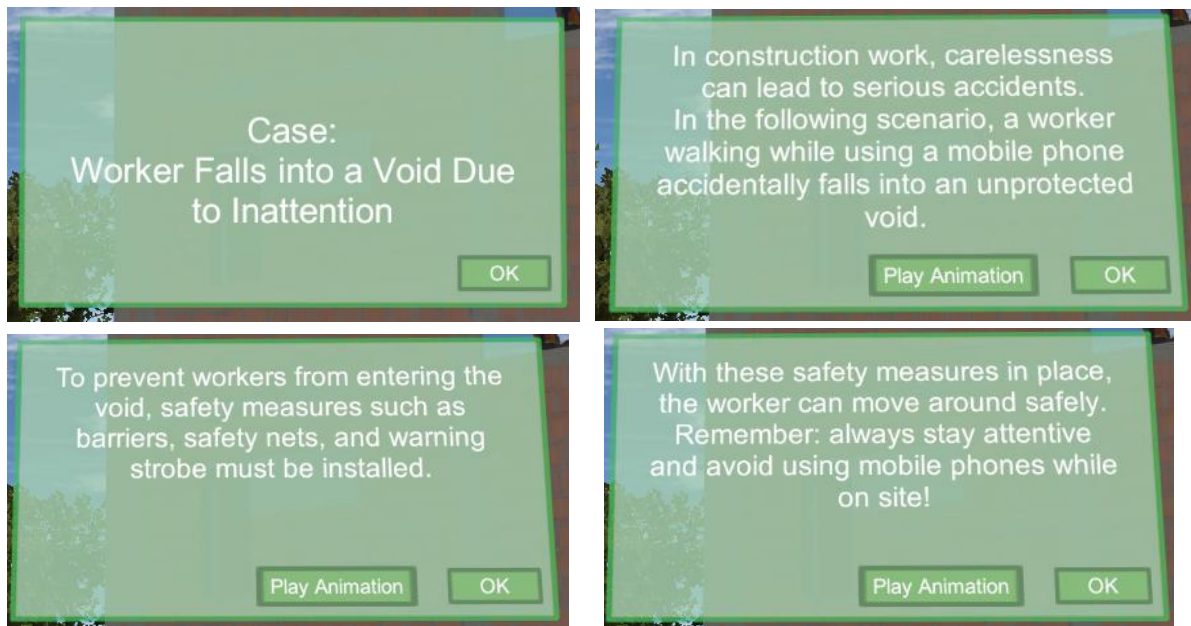 Case:
Worker Falls into a Void Due
to Inattention
OK
In construction work, carelessness
can lead to serious accidents.
In the following scenario, a worker
walking while using a mobile phone
accidentally falls into an unprotected
void.
Play Animation
OK
To prevent workers from entering the
void, safety measures such as
barriers, safety nets, and warning
strobe must be installed.
Play Animation
OK
With these safety measures in place,
the worker can move around safely.
Remember: always stay attentive
and avoid using mobile phones while
on site!
Play Animation
OK